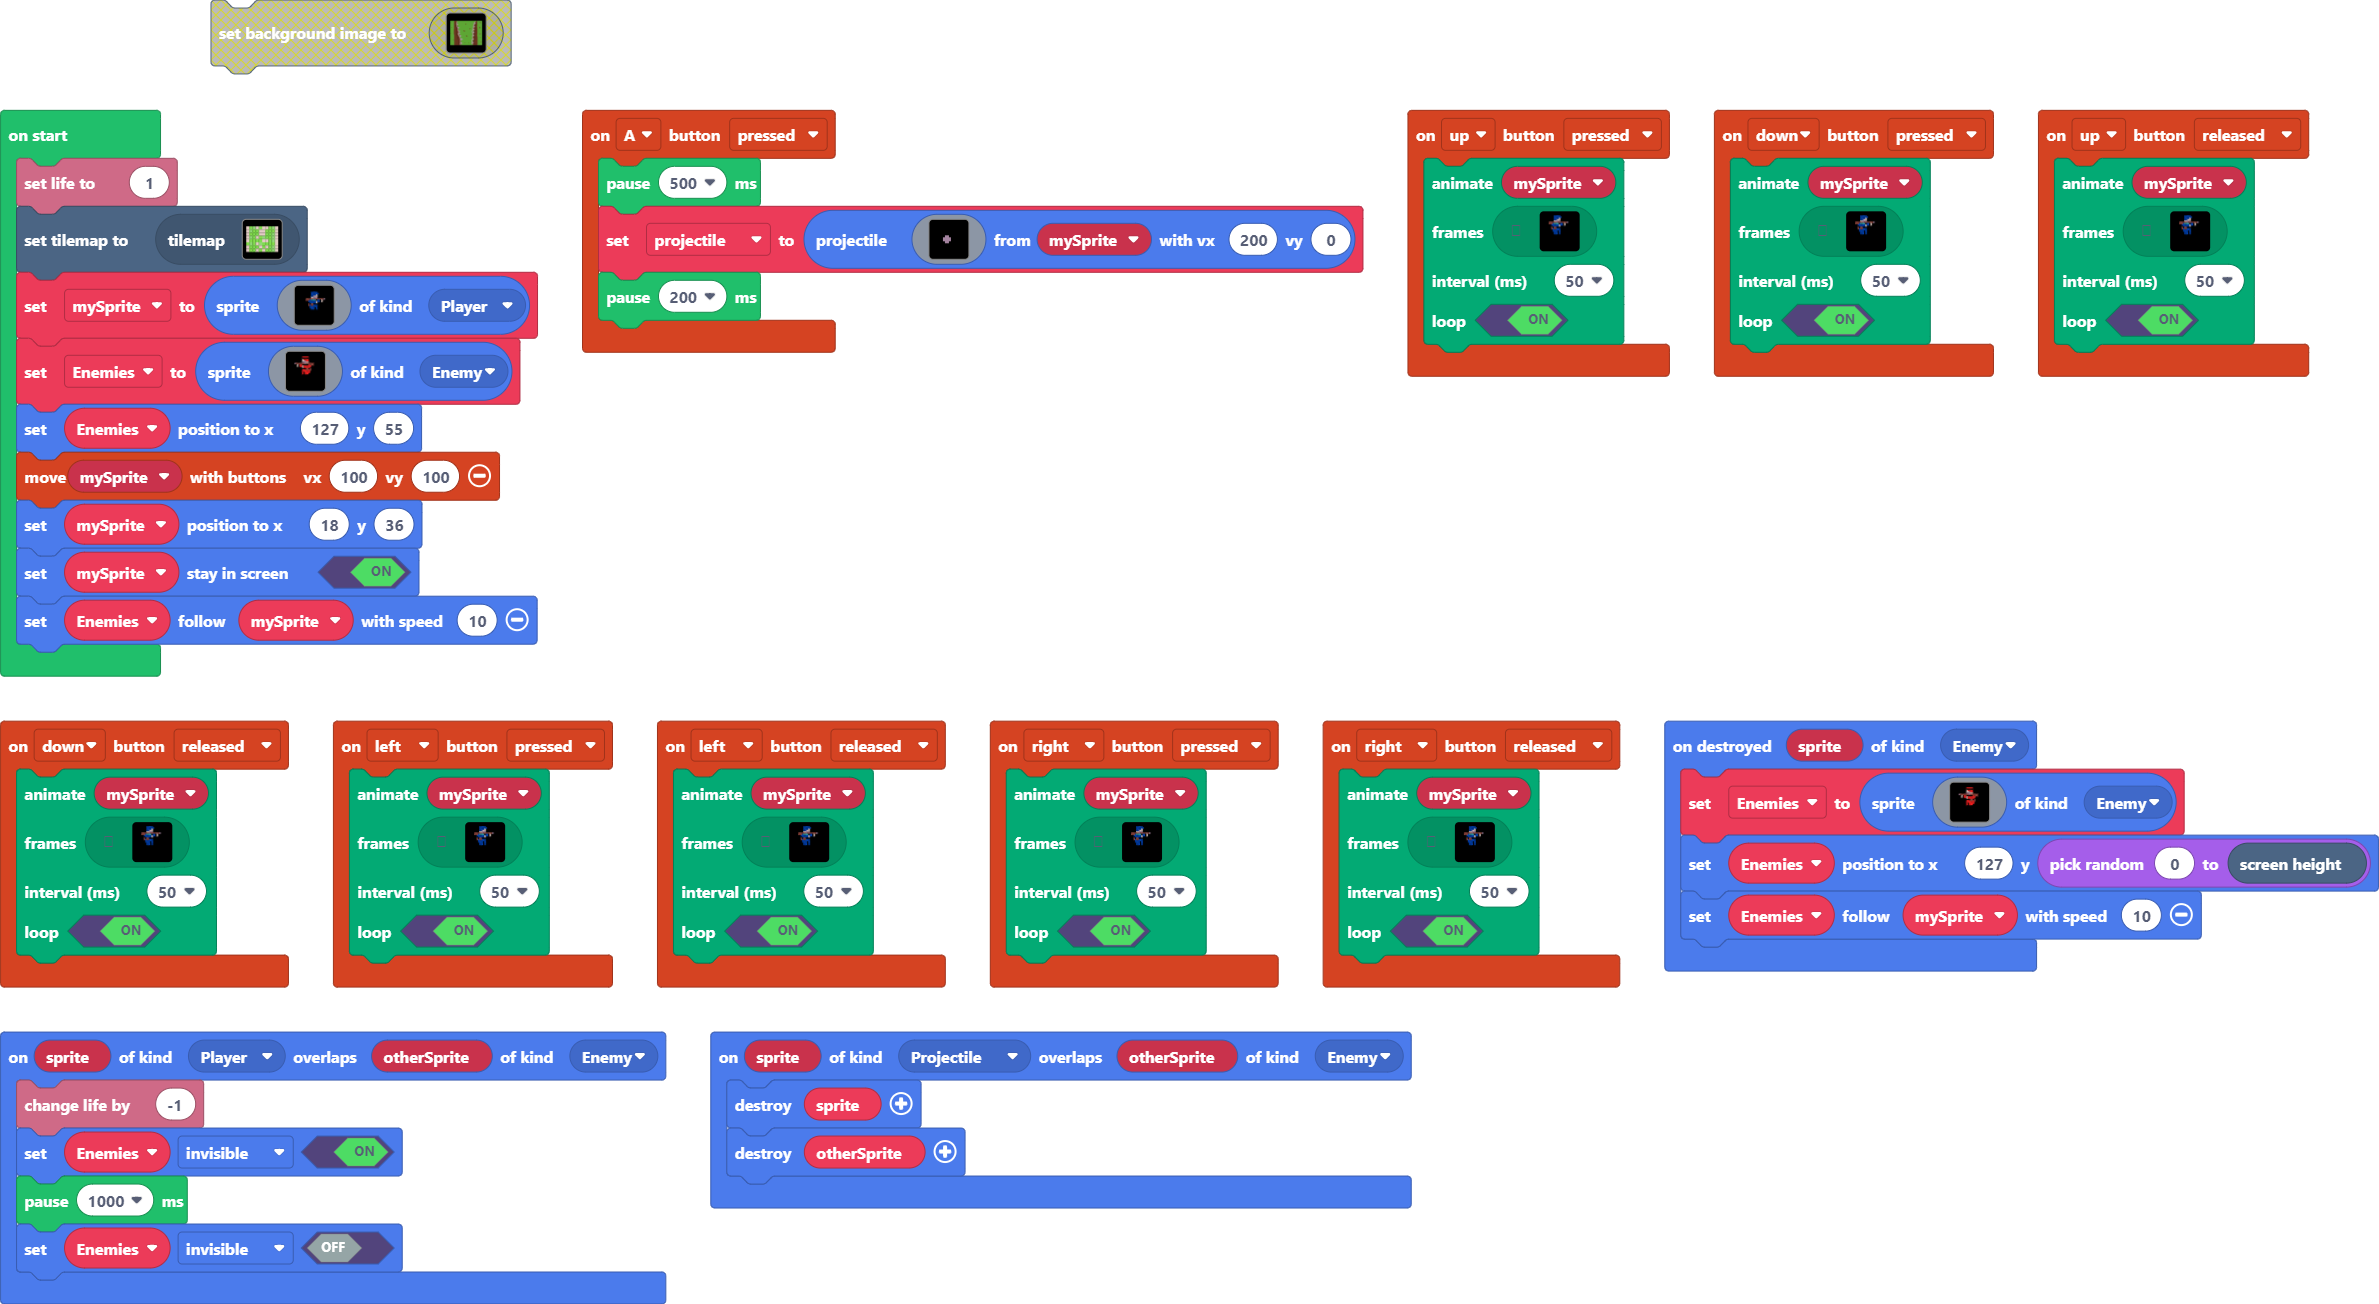 set background image to
on start
set life to 1
set tilemap to tilemap
set mySprite to sprite of kind Player
set Enemies to sprite of kind Enemy
set Enemies position to x 127 y 55
move mySprite with buttons vx 100 vy 100
set mySprite position to x 18 y 36
set mySprite stay in screen ON
set Enemies follow mySprite with speed 10
on A button pressed
pause 500 ms
set projectile to projectile from mySprite with vx 200 vy 0
pause 200 ms
on up button pressed
animate mySprite
frames
interval (ms) 50
loop ON
on down button pressed
animate mySprite
frames
interval (ms) 50
loop ON
on up button released
animate mySprite
frames
interval (ms) 50
loop ON
on down button released
animate mySprite
frames
interval (ms) 50
loop ON
on left button pressed
animate mySprite
frames
interval (ms) 50
loop ON
on left button released
animate mySprite
frames
interval (ms) 50
loop ON
on right button pressed
animate mySprite
frames
interval (ms) 50
loop ON
on right button released
animate mySprite
frames
interval (ms) 50
loop ON
on destroyed sprite of kind Enemy
set Enemies to sprite of kind Enemy
set Enemies position to x 127 y pick random 0 to screen height
set Enemies follow mySprite with speed 10
on sprite of kind Player overlaps otherSprite of kind Enemy
change life by -1
set Enemies invisible ON
pause 1000 ms
set Enemies invisible OFF
on sprite of kind Projectile overlaps otherSprite of kind Enemy
destroy sprite
destroy otherSprite